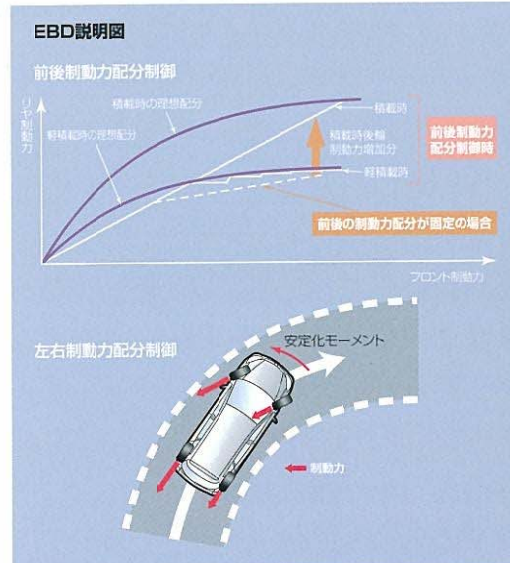 EBD説明図
前後制動力配分制御
リヤ制動力
積載時の理想配分
軽積載時の理想配分
積載時
積載時後輪
制動力増加分
前後制動力
配分制御時
軽積載時
前後の制動力配分が固定の場合
フロント制動力
左右制動力配分制御
安定化モーメント
制動力